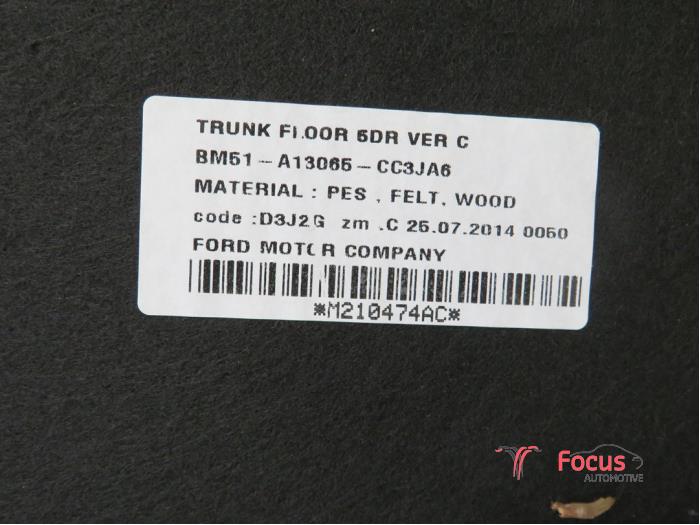 TRUNK FLOOR 5DR VER C
BM51-A13065-CC3JA6
MATERIAL : PES , FELT, WOOD
code :D3J2G zm .C 25.07.2014 0050
FORD MOTOR COMPANY
*M210474AC*
Focus
AUTOMOTIVE